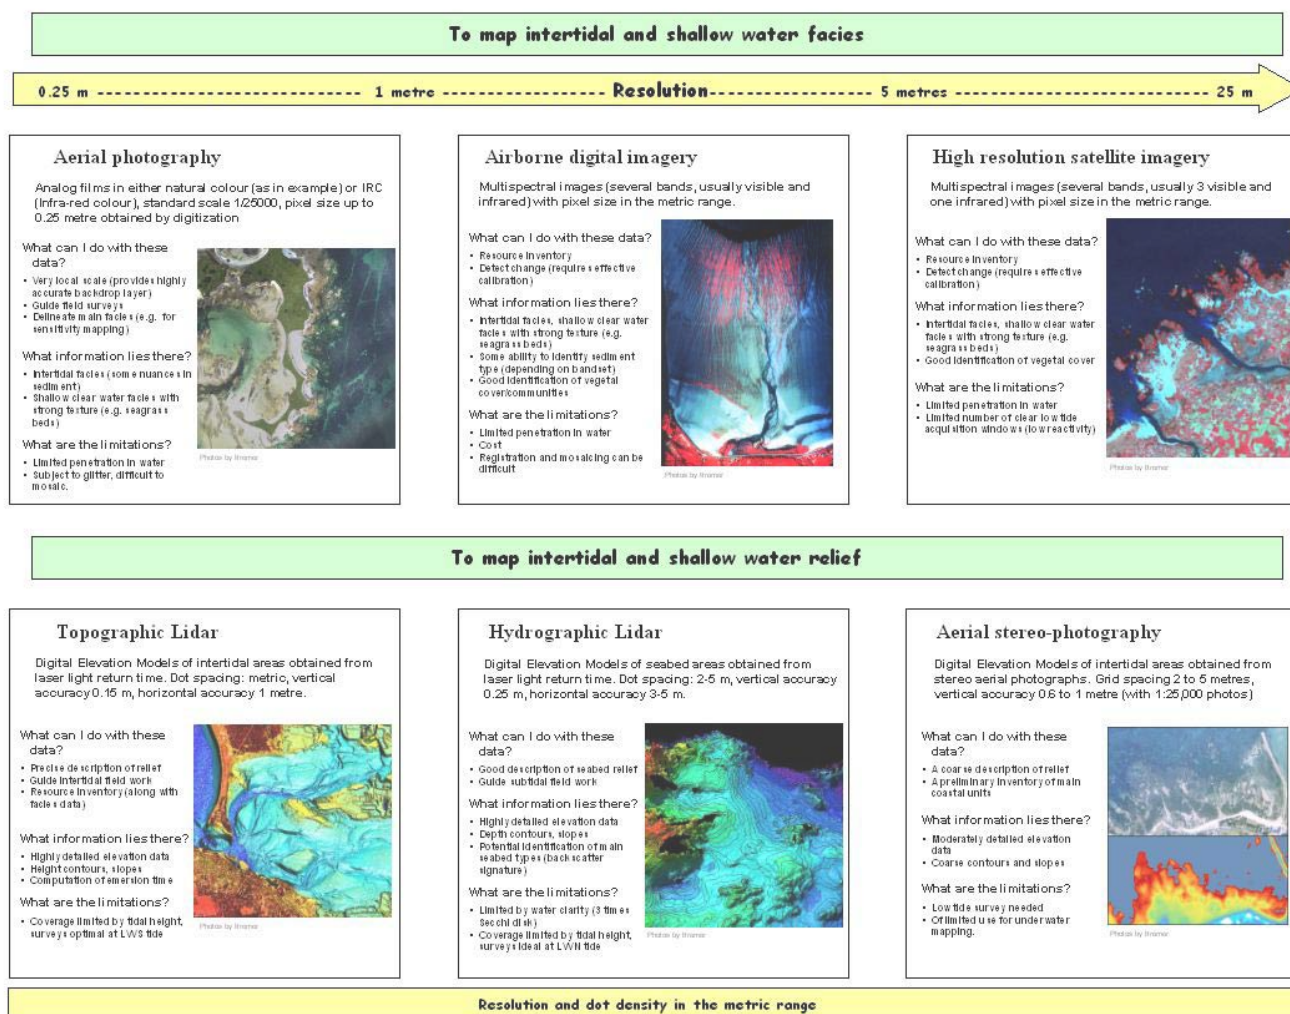 To map intertidal and shallow water facies
0.25 m ---------------------------- 1 metre ----------------- Resolution----------------- 5 metres --------------------------- 25 m
Aerial photography
Analog films in either natural colour (as in example) or IRC
(Infra-red colour), standard scale 1/25000, pixel size up to
0.25 metre obtained by digitization
What can I do with these
data?
• Very local scale (provides highly
accurate backdrop layer)
• Guide field surveys
• Delineate main facies (e.g. for
sensitivity mapping)
What information lies there?
• Intertidal facies (some nuances in
sediment)
• Shallow clear water facies with
strong texture (e.g. seagrass
beds)
What are the limitations?
• Limited penetration in water
• Subject to glitter, difficult to
mosaic.
Photos by Ifremer
Airborne digital imagery
Multispectral images (several bands, usually visible and
infrared) with pixel size in the metric range.
What can I do with these data?
• Resource inventory
• Detect change (requires effective
calibration)
What information lies there?
• Intertidal facies, shallow clear water
facies with strong texture (e.g.
seagrass beds)
• Some ability to identify sediment
type (depending on bandset)
• Good identification of vegetal
cover/communities
What are the limitations?
• Limited penetration in water
• Cost
• Registration and mosaicing can be
difficult
Photos by Ifremer
High resolution satellite imagery
Multispectral images (several bands, usually 3 visible and
one infrared) with pixel size in the metric range.
What can I do with these data?
• Resource inventory
• Detect change (requires effective
calibration)
What information lies there?
• Intertidal facies, shallow clear water
facies with strong texture (e.g.
seagrass beds)
• Good identification of vegetal cover
What are the limitations?
• Limited penetration in water
• Limited number of clear low tide
acquisition windows (low reactivity)
Photos by Ifremer
To map intertidal and shallow water relief
Topographic Lidar
Digital Elevation Models of intertidal areas obtained from
laser light return time. Dot spacing: metric, vertical
accuracy 0.15 m, horizontal accuracy 1 metre.
What can I do with these
data?
• Precise description of relief
• Guide intertidal field work
• Resource inventory (along with
facies data)
What information lies there?
• Highly detailed elevation data
• Height contours, slopes
• Computation of emersion time
What are the limitations?
• Coverage limited by tidal height,
surveys optimal at LWS tide
Photos by Ifremer
Hydrographic Lidar
Digital Elevation Models of seabed areas obtained from
laser light return time. Dot spacing: 2-5 m, vertical accuracy
0.25 m, horizontal accuracy 3-5 m.
What can I do with these
data?
• Good description of seabed relief
• Guide subtidal field work
What information lies there?
• Highly detailed elevation data
• Depth contours, slopes
• Potential identification of main
seabed types (backscatter
signature)
What are the limitations?
• Limited by water clarity (3 times
Secchi disk)
• Coverage limited by tidal height,
surveys ideal at LWN tide
Photos by Ifremer
Aerial stereo-photography
Digital Elevation Models of intertidal areas obtained from
stereo aerial photographs. Grid spacing 2 to 5 metres,
vertical accuracy 0.6 to 1 metre (with 1:25,000 photos)
What can I do with these
data?
• A coarse description of relief
• A preliminary inventory of main
coastal units
What information lies there?
• Moderately detailed elevation
data
• Coarse contours and slopes
What are the limitations?
• Low tide survey needed
• Of limited use for underwater
mapping.
Photos by Ifremer
Resolution and dot density in the metric range